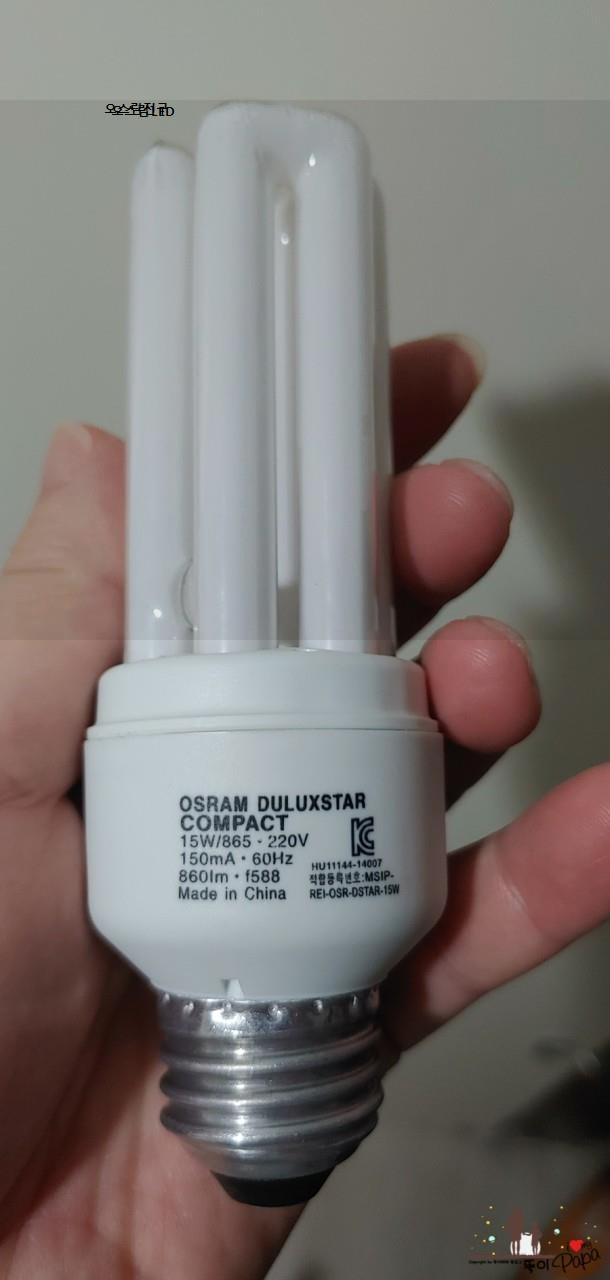 OSRAM DULUXSTAR
COMPACT
15W/865 · 220V
150mA · 60Hz
860lm · f588
Made in China
HU11144-14007
적합등록번호:MSIP-
REI-OSR-DSTAR-15W
Papa